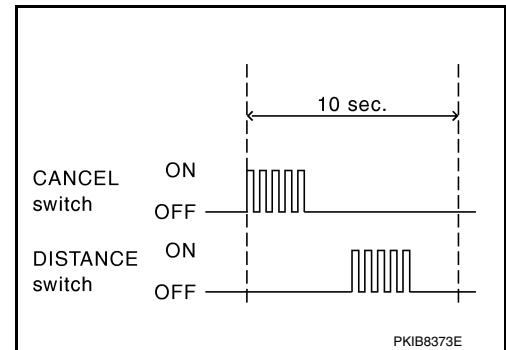 10 sec.
CANCEL ON
switch OFF
DISTANCE ON
switch OFF
PKIB8373E